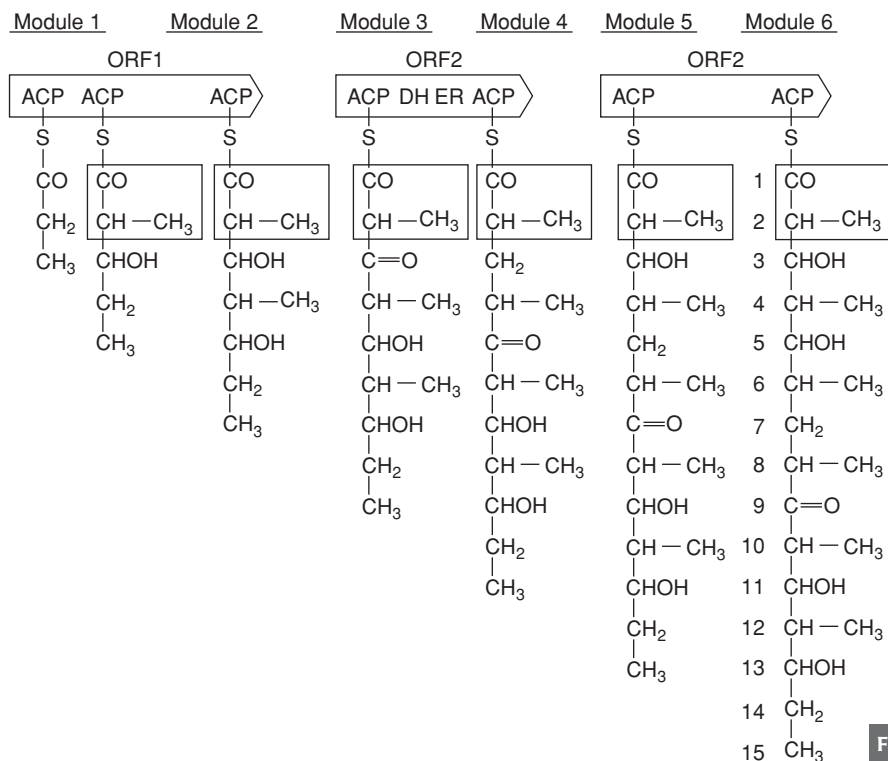 Module 1 Module 2 Module 3 Module 4 Module 5 Module 6
ORF1 ORF2 ORF2
ACP ACP ACP ACP DH ER ACP ACP ACP
S S S S S S S
CO CO CO CO CO CO 1 CO
CH₂ CH—CH₃ CH—CH₃ CH—CH₃ CH—CH₃ CH—CH₃ 2 CH—CH₃
CH₃ CHOH CHOH C=O CH₂ CHOH 3 CHOH
CH₂ CH—CH₃ CH—CH₃ CH—CH₃ CH—CH₃ 4 CH—CH₃
CH₃ CHOH CHOH C=O CH₂ 5 CHOH
CH₂ CH—CH₃ CH—CH₃ CH—CH₃ 6 CH—CH₃
CH₃ CHOH CHOH C=O 7 CH₂
CH₂ CH—CH₃ CH—CH₃ 8 CH—CH₃
CH₃ CHOH CHOH 9 C=O
CH₂ CH—CH₃ 10 CH—CH₃
CH₃ CHOH 11 CHOH
CH₂ 12 CH—CH₃
CH₃ 13 CHOH
14 CH₂
15 CH₃ F